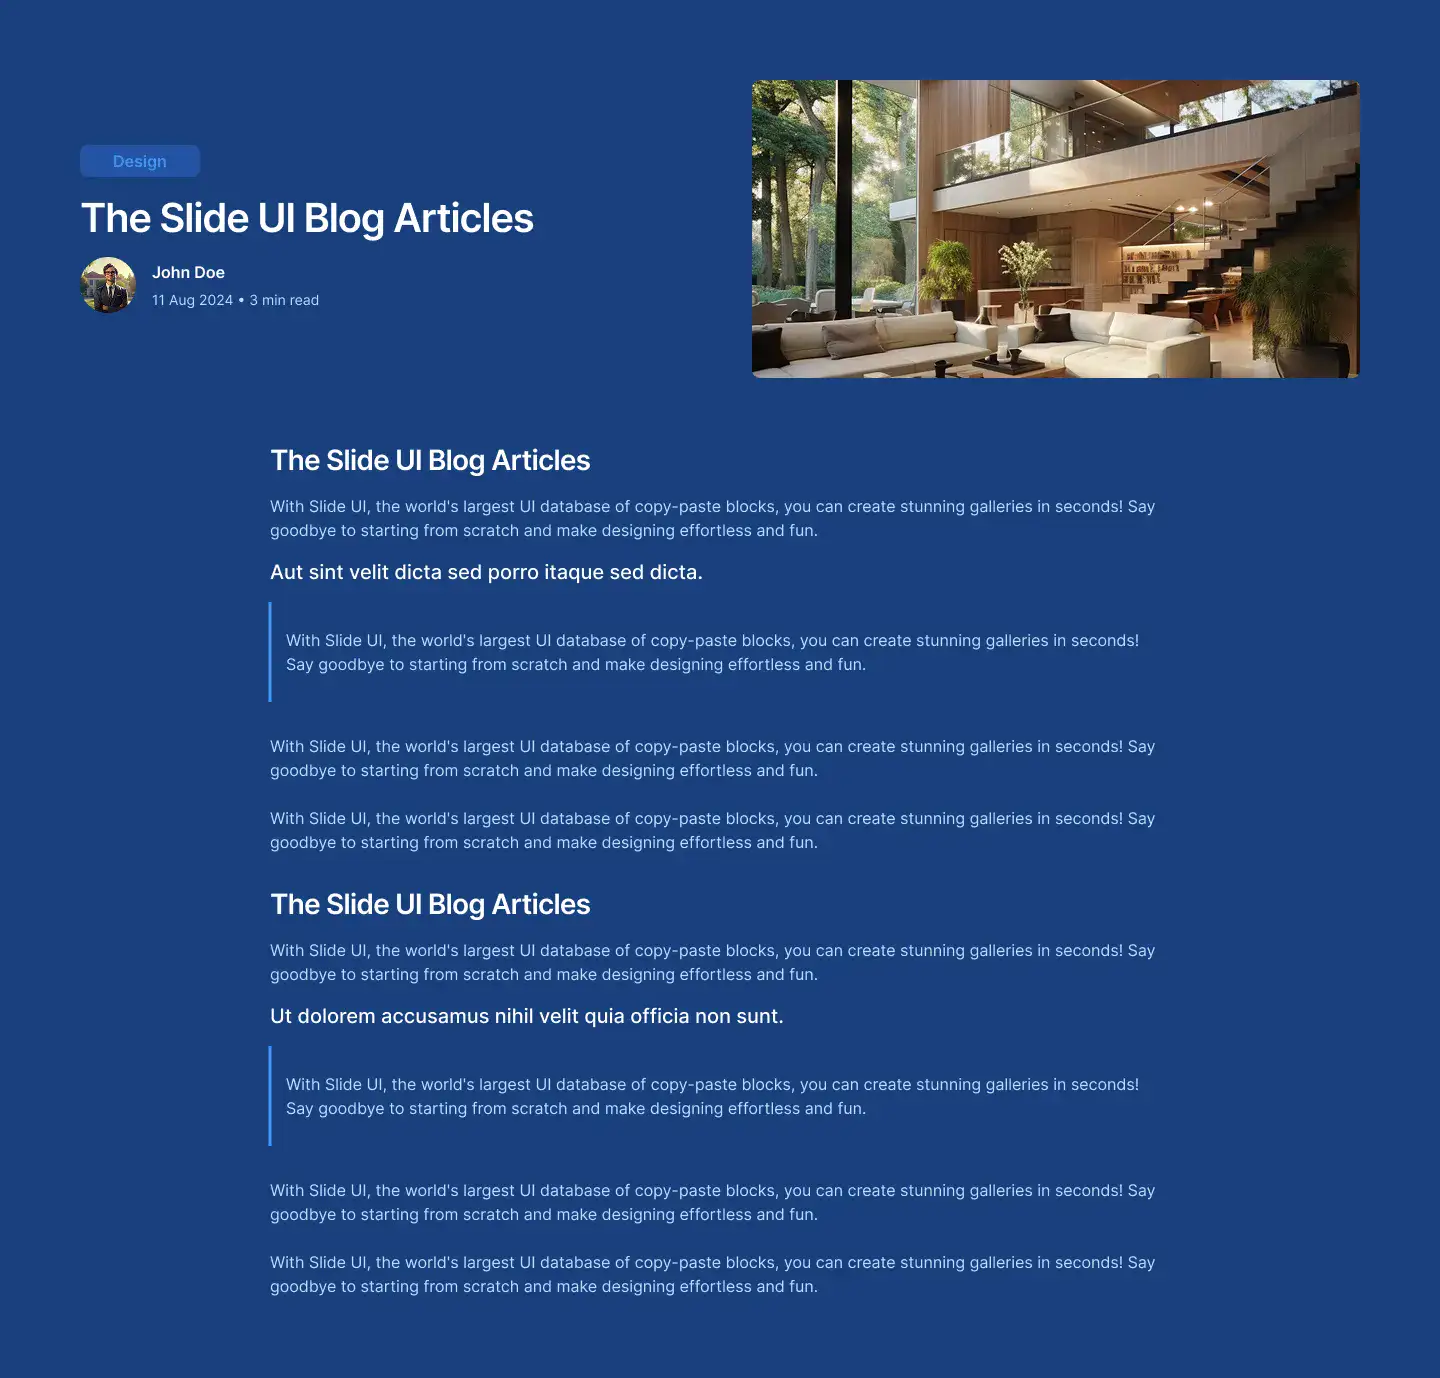 Design
The Slide UI Blog Articles
John Doe
11 Aug 2024 • 3 min read
The Slide UI Blog Articles
With Slide UI, the world's largest UI database of copy-paste blocks, you can create stunning galleries in seconds! Say
goodbye to starting from scratch and make designing effortless and fun.
Aut sint velit dicta sed porro itaque sed dicta.
With Slide UI, the world's largest UI database of copy-paste blocks, you can create stunning galleries in seconds!
Say goodbye to starting from scratch and make designing effortless and fun.
With Slide UI, the world's largest UI database of copy-paste blocks, you can create stunning galleries in seconds! Say
goodbye to starting from scratch and make designing effortless and fun.
With Slide UI, the world's largest UI database of copy-paste blocks, you can create stunning galleries in seconds! Say
goodbye to starting from scratch and make designing effortless and fun.
The Slide UI Blog Articles
With Slide UI, the world's largest UI database of copy-paste blocks, you can create stunning galleries in seconds! Say
goodbye to starting from scratch and make designing effortless and fun.
Ut dolorem accusamus nihil velit quia officia non sunt.
With Slide UI, the world's largest UI database of copy-paste blocks, you can create stunning galleries in seconds!
Say goodbye to starting from scratch and make designing effortless and fun.
With Slide UI, the world's largest UI database of copy-paste blocks, you can create stunning galleries in seconds! Say
goodbye to starting from scratch and make designing effortless and fun.
With Slide UI, the world's largest UI database of copy-paste blocks, you can create stunning galleries in seconds! Say
goodbye to starting from scratch and make designing effortless and fun.